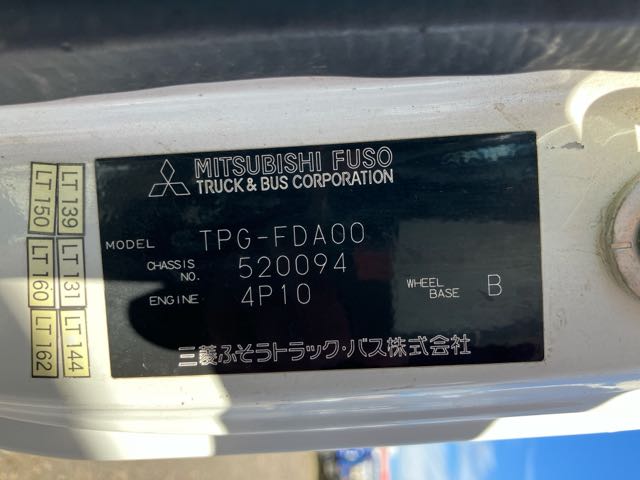 MITSUBISHI FUSO
TRUCK & BUS CORPORATION
MODEL TPG-FDA00
CHASSIS NO. 520094
ENGINE 4P10 WHEEL BASE B
三菱ふそうトラック・バス株式会社
LT 139
LT 150
LT 131
LT 160
LT 144
LT 162